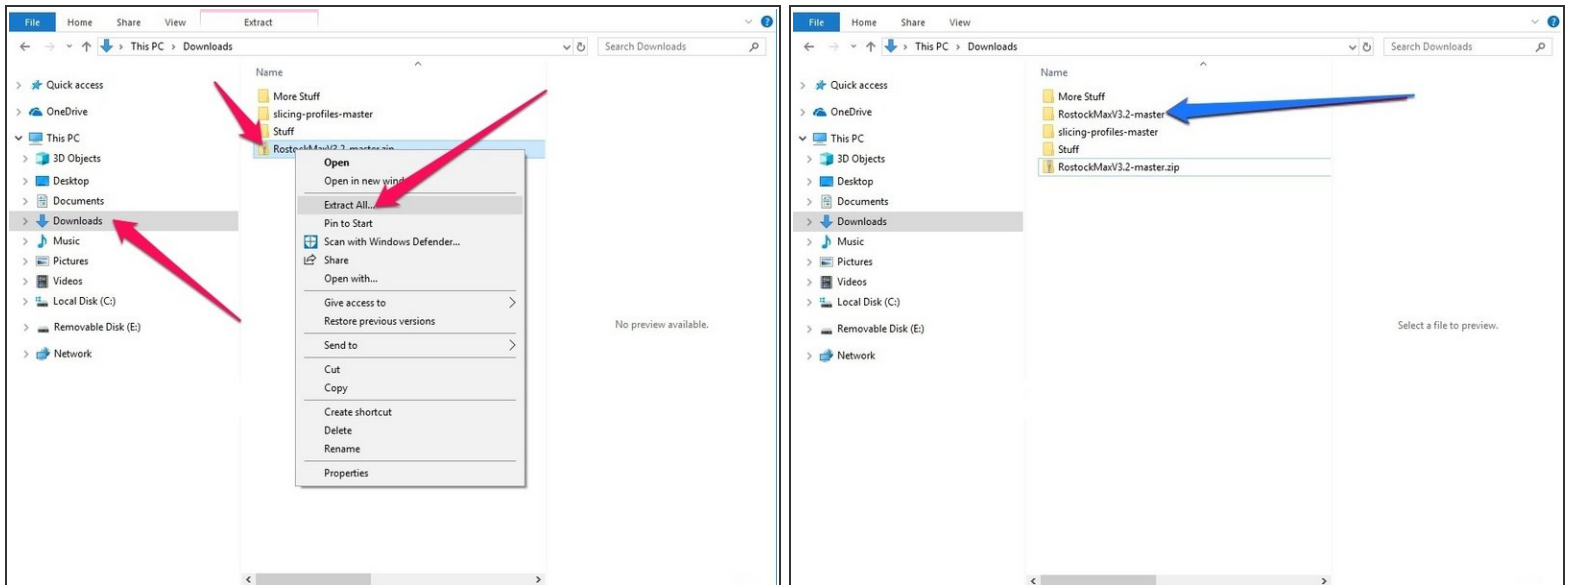 File Home Share View Extract
This PC > Downloads
Search Downloads
Name
Quick access
OneDrive
This PC
3D Objects
Desktop
Documents
Downloads
Music
Pictures
Videos
Local Disk (C:)
Removable Disk (E:)
Network
More Stuff
slicing-profiles-master
Stuff
RostockMaxV3.2-master.zip
Open
Open in new
Extract All...
Pin to Start
Scan with Windows Defender...
Share
Open with...
Give access to
Restore previous versions
Send to
Cut
Copy
Create shortcut
Delete
Rename
Properties
No preview available.
File Home Share View
This PC > Downloads
Search Downloads
Name
Quick access
OneDrive
This PC
3D Objects
Desktop
Documents
Downloads
Music
Pictures
Videos
Local Disk (C:)
Removable Disk (E:)
Network
More Stuff
RostockMaxV3.2-master
slicing-profiles-master
Stuff
RostockMaxV3.2-master.zip
Select a file to preview.